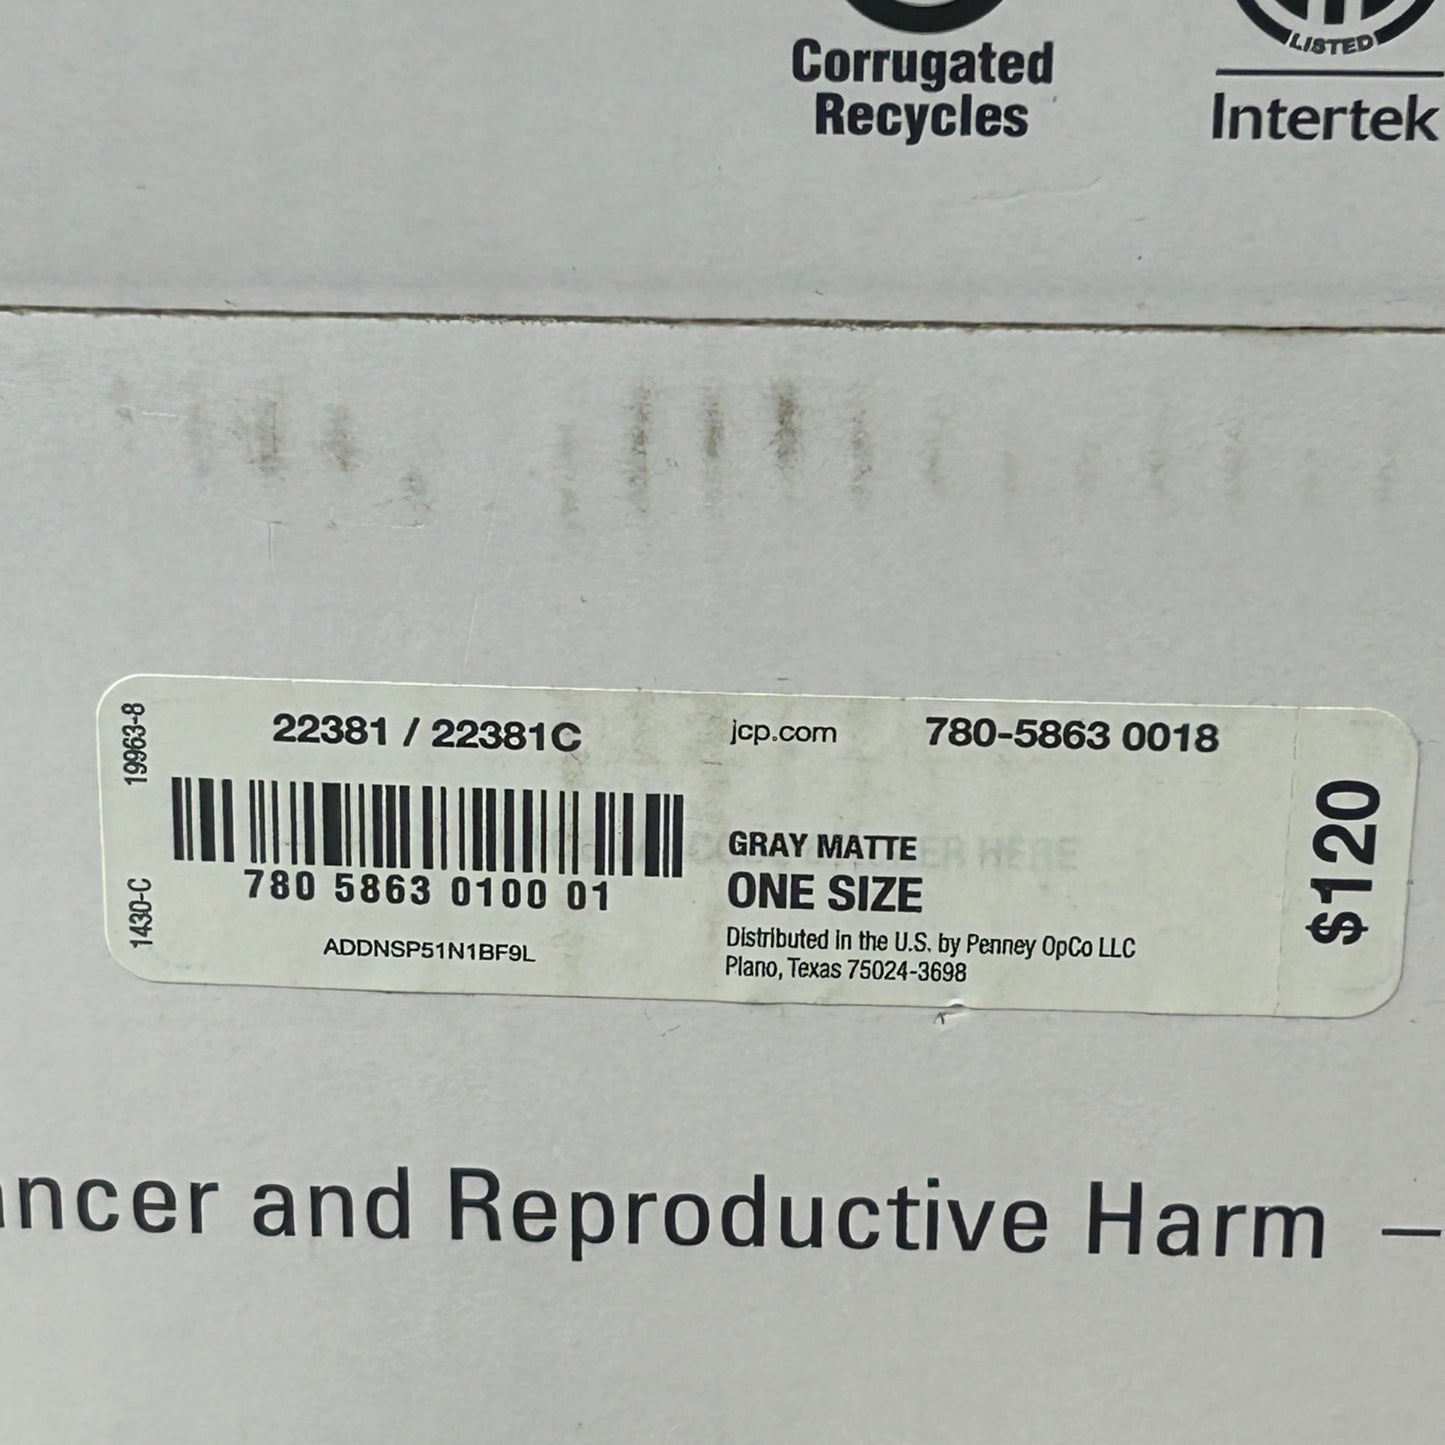 Corrugated
Recycles
LISTED
Intertek
19963-8
22381 / 22381C
jcp.com
780-5863 0018
GRAY MATTE
ONE SIZE
780 5863 0100 01
1430-C
ADDNSP51N1BF9L
Distributed in the U.S. by Penney OpCo LLC
Plano, Texas 75024-3698
$120
ancer and Reproductive Harm –